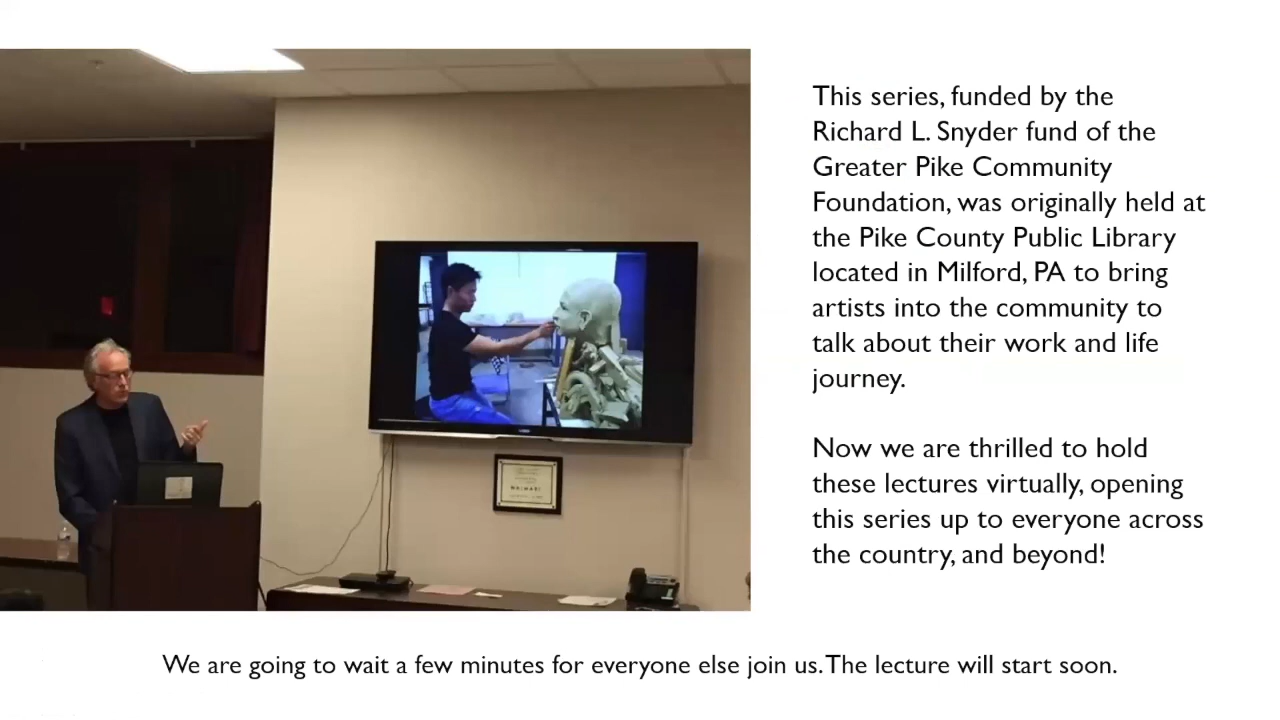 This series, funded by the
Richard L. Snyder fund of the
Greater Pike Community
Foundation, was originally held at
the Pike County Public Library
located in Milford, PA to bring
artists into the community to
talk about their work and life
journey.
Now we are thrilled to hold
these lectures virtually, opening
this series up to everyone across
the country, and beyond!
We are going to wait a few minutes for everyone else join us. The lecture will start soon.